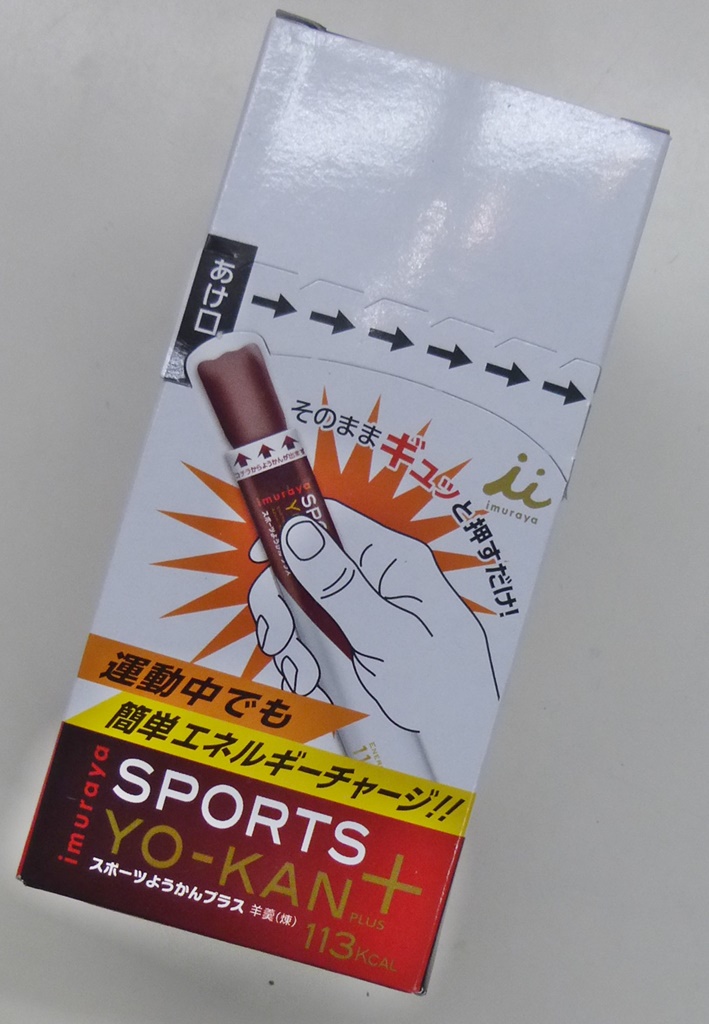 あけ口
そのままギュッと押すだけ!
imuraya
imuraya
SPO
運動中でも
簡単エネルギーチャージ!!
imuraya
SPORTS
YO-KAN+
PLUS
スポーツようかんプラス 羊羹(煉)
113KCAL